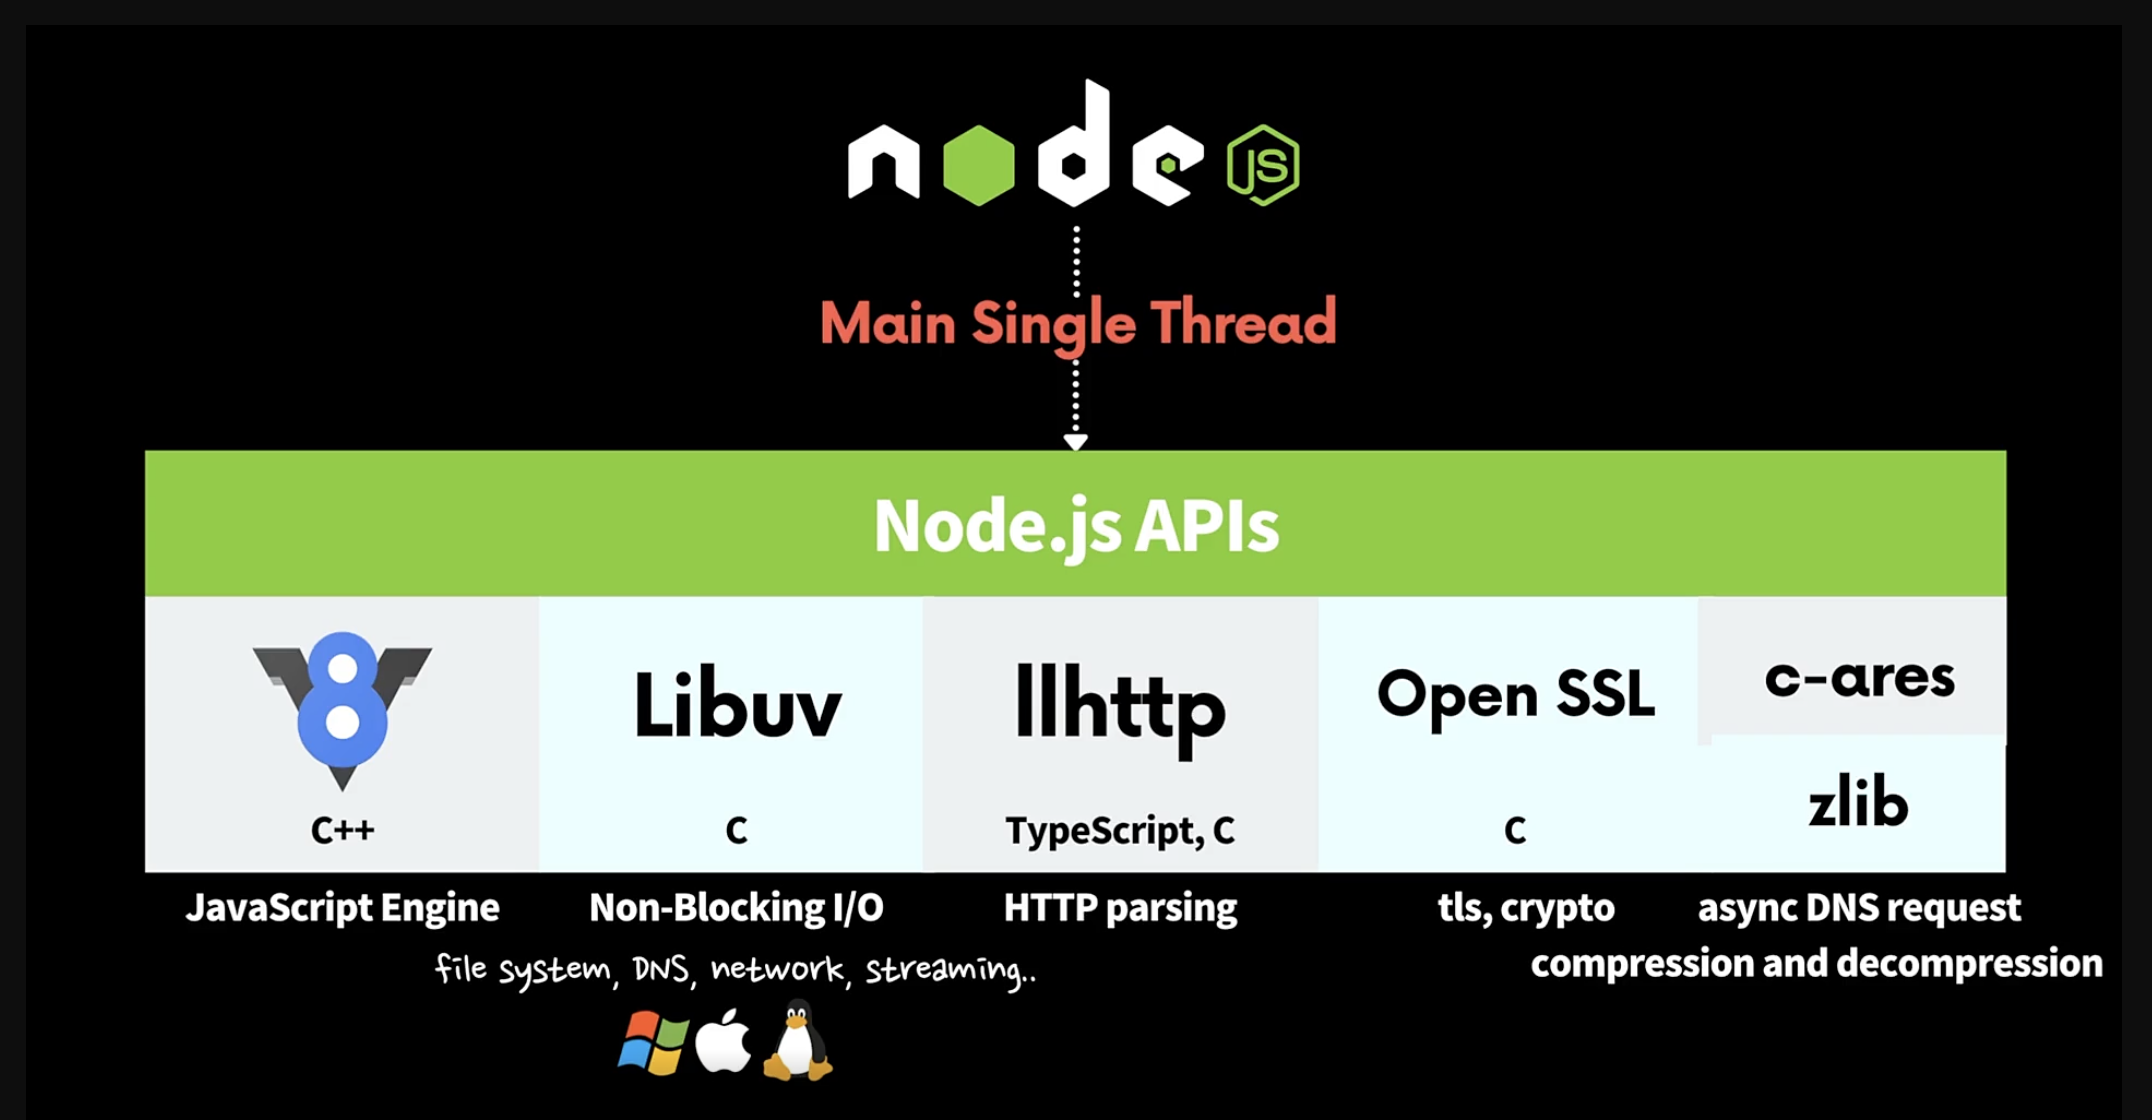 node JS
Main Single Thread
Node.js APIs
V8
C++
Libuv
C
llhttp
TypeScript, C
Open SSL
C
c-ares
zlib
JavaScript Engine
Non-Blocking I/O
HTTP parsing
tls, crypto
async DNS request
file system, DNS, network, streaming..
compression and decompression